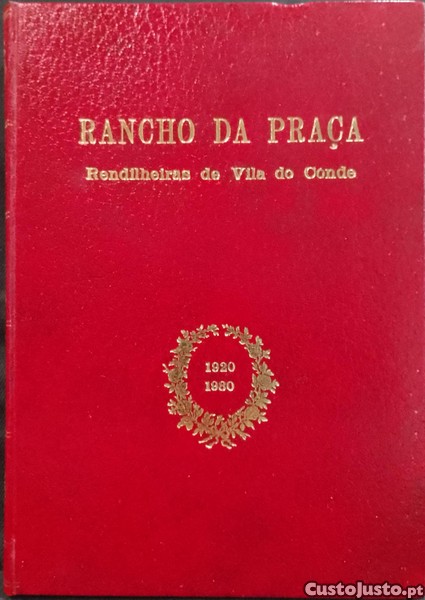 RANCHO DA PRAÇA
Rendilheiras de Vila do Conde
1920
1980
CustoJusto.pt